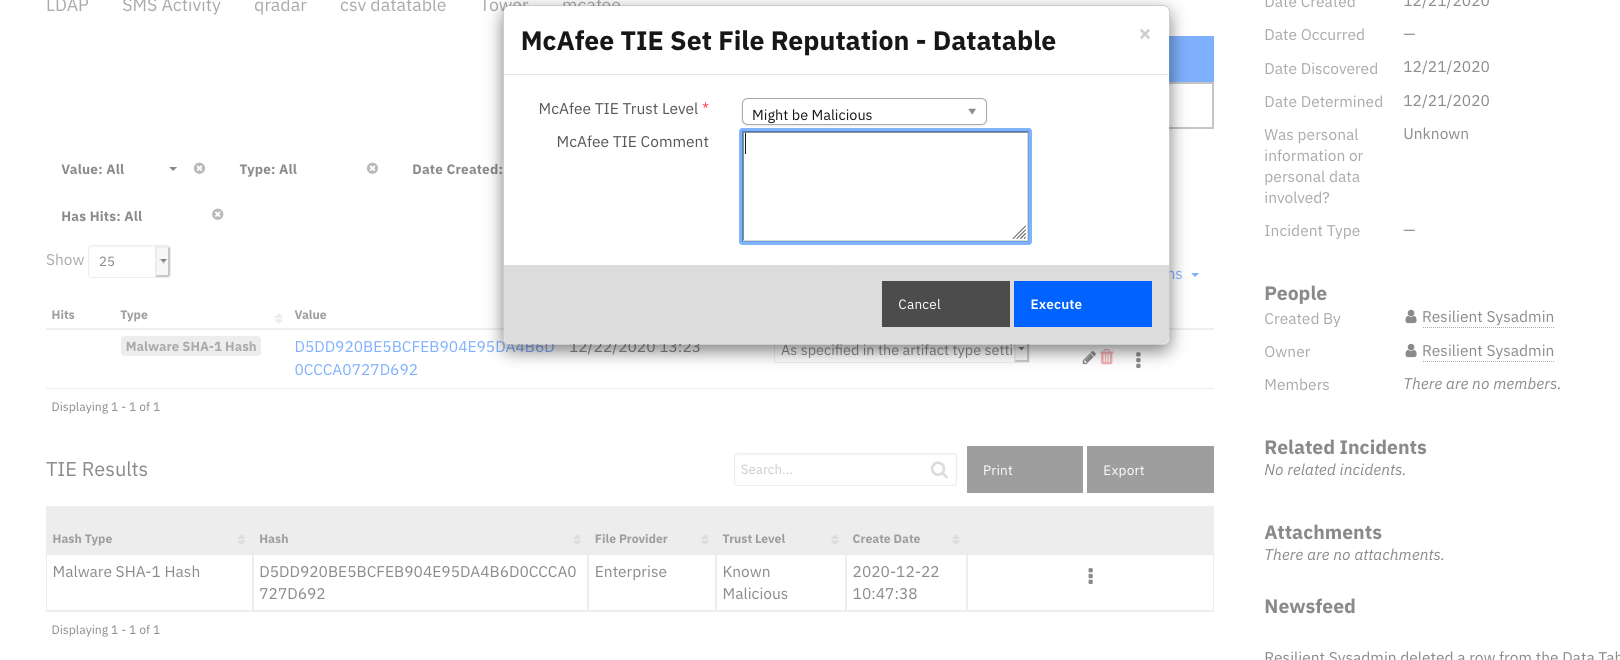 LDAP SMS Activity qradar csv datatable Tower mcafee
McAfee TIE Set File Reputation - Datatable
×
McAfee TIE Trust Level *
Might be Malicious
McAfee TIE Comment
Cancel
Execute
Value: All
Type: All
Date Created:
Has Hits: All
Show 25
Hits Type Value
Malware SHA-1 Hash
D5DD920BE5BCFEB904E95DA4B6D
0CCCA0727D692
12/22/2020 13:23
As specified in the artifact type setti
Displaying 1 - 1 of 1
TIE Results
Search...
Print
Export
Hash Type Hash File Provider Trust Level Create Date
Malware SHA-1 Hash
D5DD920BE5BCFEB904E95DA4B6D0CCCA0
727D692
Enterprise
Known
Malicious
2020-12-22
10:47:38
Displaying 1 - 1 of 1
Date Created 12/21/2020
Date Occurred —
Date Discovered 12/21/2020
Date Determined 12/21/2020
Was personal
information or
personal data
involved?
Unknown
Incident Type —
People
Created By Resilient Sysadmin
Owner Resilient Sysadmin
Members There are no members.
Related Incidents
No related incidents.
Attachments
There are no attachments.
Newsfeed
Resilient Sysadmin deleted a row from the Data Tab